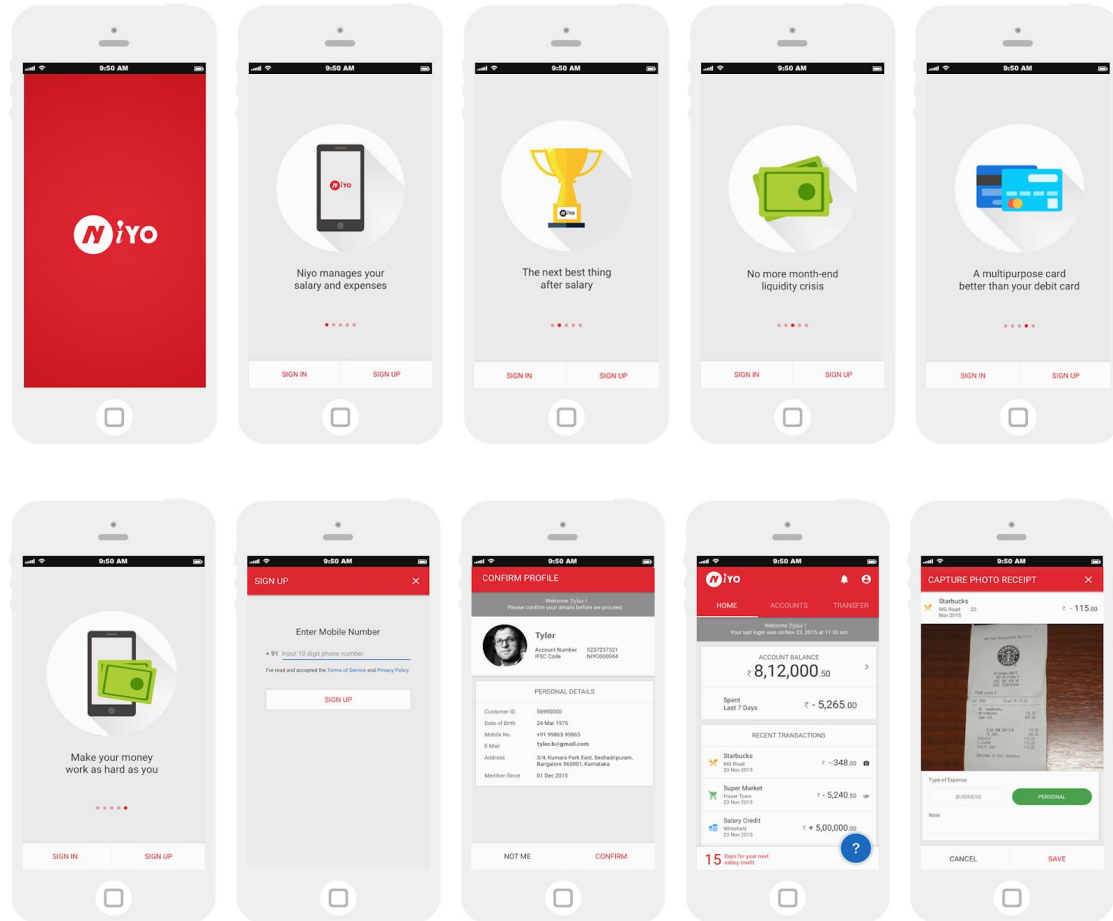 9:50 AM
NiYO
9:50 AM
NiYO
Niyo manages your
salary and expenses
SIGN IN SIGN UP
9:50 AM
NiYO
The next best thing
after salary
SIGN IN SIGN UP
9:50 AM
No more month-end
liquidity crisis
SIGN IN SIGN UP
9:50 AM
A multipurpose card
better than your debit card
SIGN IN SIGN UP
9:50 AM
Make your money
work as hard as you
SIGN IN SIGN UP
9:50 AM
SIGN UP
Enter Mobile Number
+ 91 Input 10 digit phone number
I've read and accepted the Terms of Service and Privacy Policy
SIGN UP
9:50 AM
CONFIRM PROFILE
Welcome Tyler !
Please confirm your details before we proceed
Tyler
Account Number 5237237321
IFSC Code NIYO000044
PERSONAL DETAILS
Customer ID 56990000
Date of Birth 24 Mar 1975
Mobile No. +91 99865 99865
E-Mail tyler.b@gmail.com
Address 3/4, Kumara Park East, Seshadripuram,
Bangalore 560001, Karnataka
Member Since 01 Dec 2015
NOT ME CONFIRM
9:50 AM
NiYO
HOME ACCOUNTS TRANSFER
Welcome Tyler !
Your last login was on Nov 23, 2015 at 11:30 am
ACCOUNT BALANCE
₹ 8,12,000.50
Spent
Last 7 Days ₹ - 5,265.00
RECENT TRANSACTIONS
Starbucks
MG Road
23 Nov 2015
₹ - 348.00
Super Market
Frazer Town
23 Nov 2015
₹ - 5,240.50
Salary Credit
Whitefield
23 Nov 2015
₹ + 5,00,000.00
15 Days for your next
salary credit
?
9:50 AM
CAPTURE PHOTO RECEIPT
Starbucks
MG Road 23
Nov 2015
₹ - 115.00
Type of Expense
BUSINESS PERSONAL
Note
CANCEL SAVE